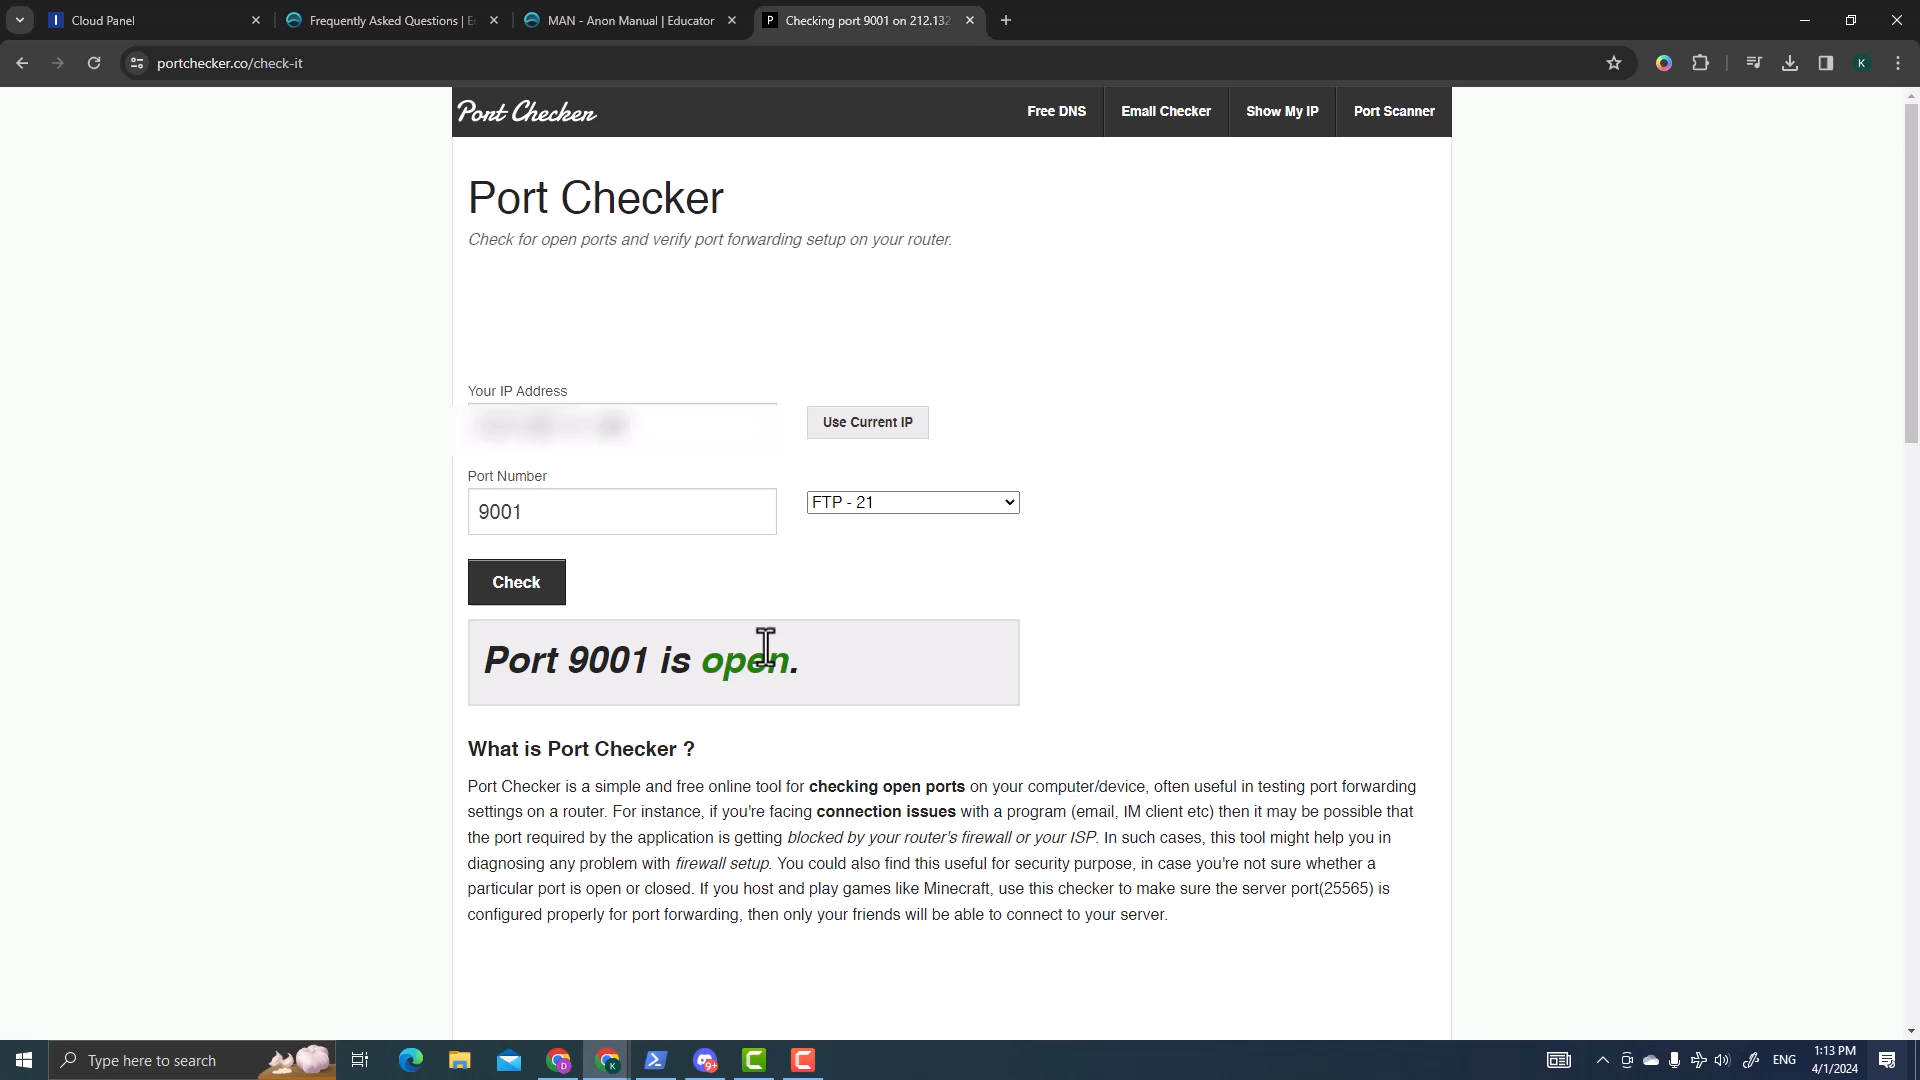 Cloud Panel
Frequently Asked Questions | E
MAN - Anon Manual | Educator
P Checking port 9001 on 212.132
portchecker.co/check-it
K
Port Checker
Free DNS
Email Checker
Show My IP
Port Scanner
Port Checker
Check for open ports and verify port forwarding setup on your router.
Your IP Address
Use Current IP
Port Number
9001
FTP - 21
Check
Port 9001 is open.
What is Port Checker ?
Port Checker is a simple and free online tool for checking open ports on your computer/device, often useful in testing port forwarding
settings on a router. For instance, if you're facing connection issues with a program (email, IM client etc) then it may be possible that
the port required by the application is getting blocked by your router's firewall or your ISP. In such cases, this tool might help you in
diagnosing any problem with firewall setup. You could also find this useful for security purpose, in case you're not sure whether a
particular port is open or closed. If you host and play games like Minecraft, use this checker to make sure the server port(25565) is
configured properly for port forwarding, then only your friends will be able to connect to your server.
Type here to search
D
K
9+
ENG
1:13 PM
4/1/2024